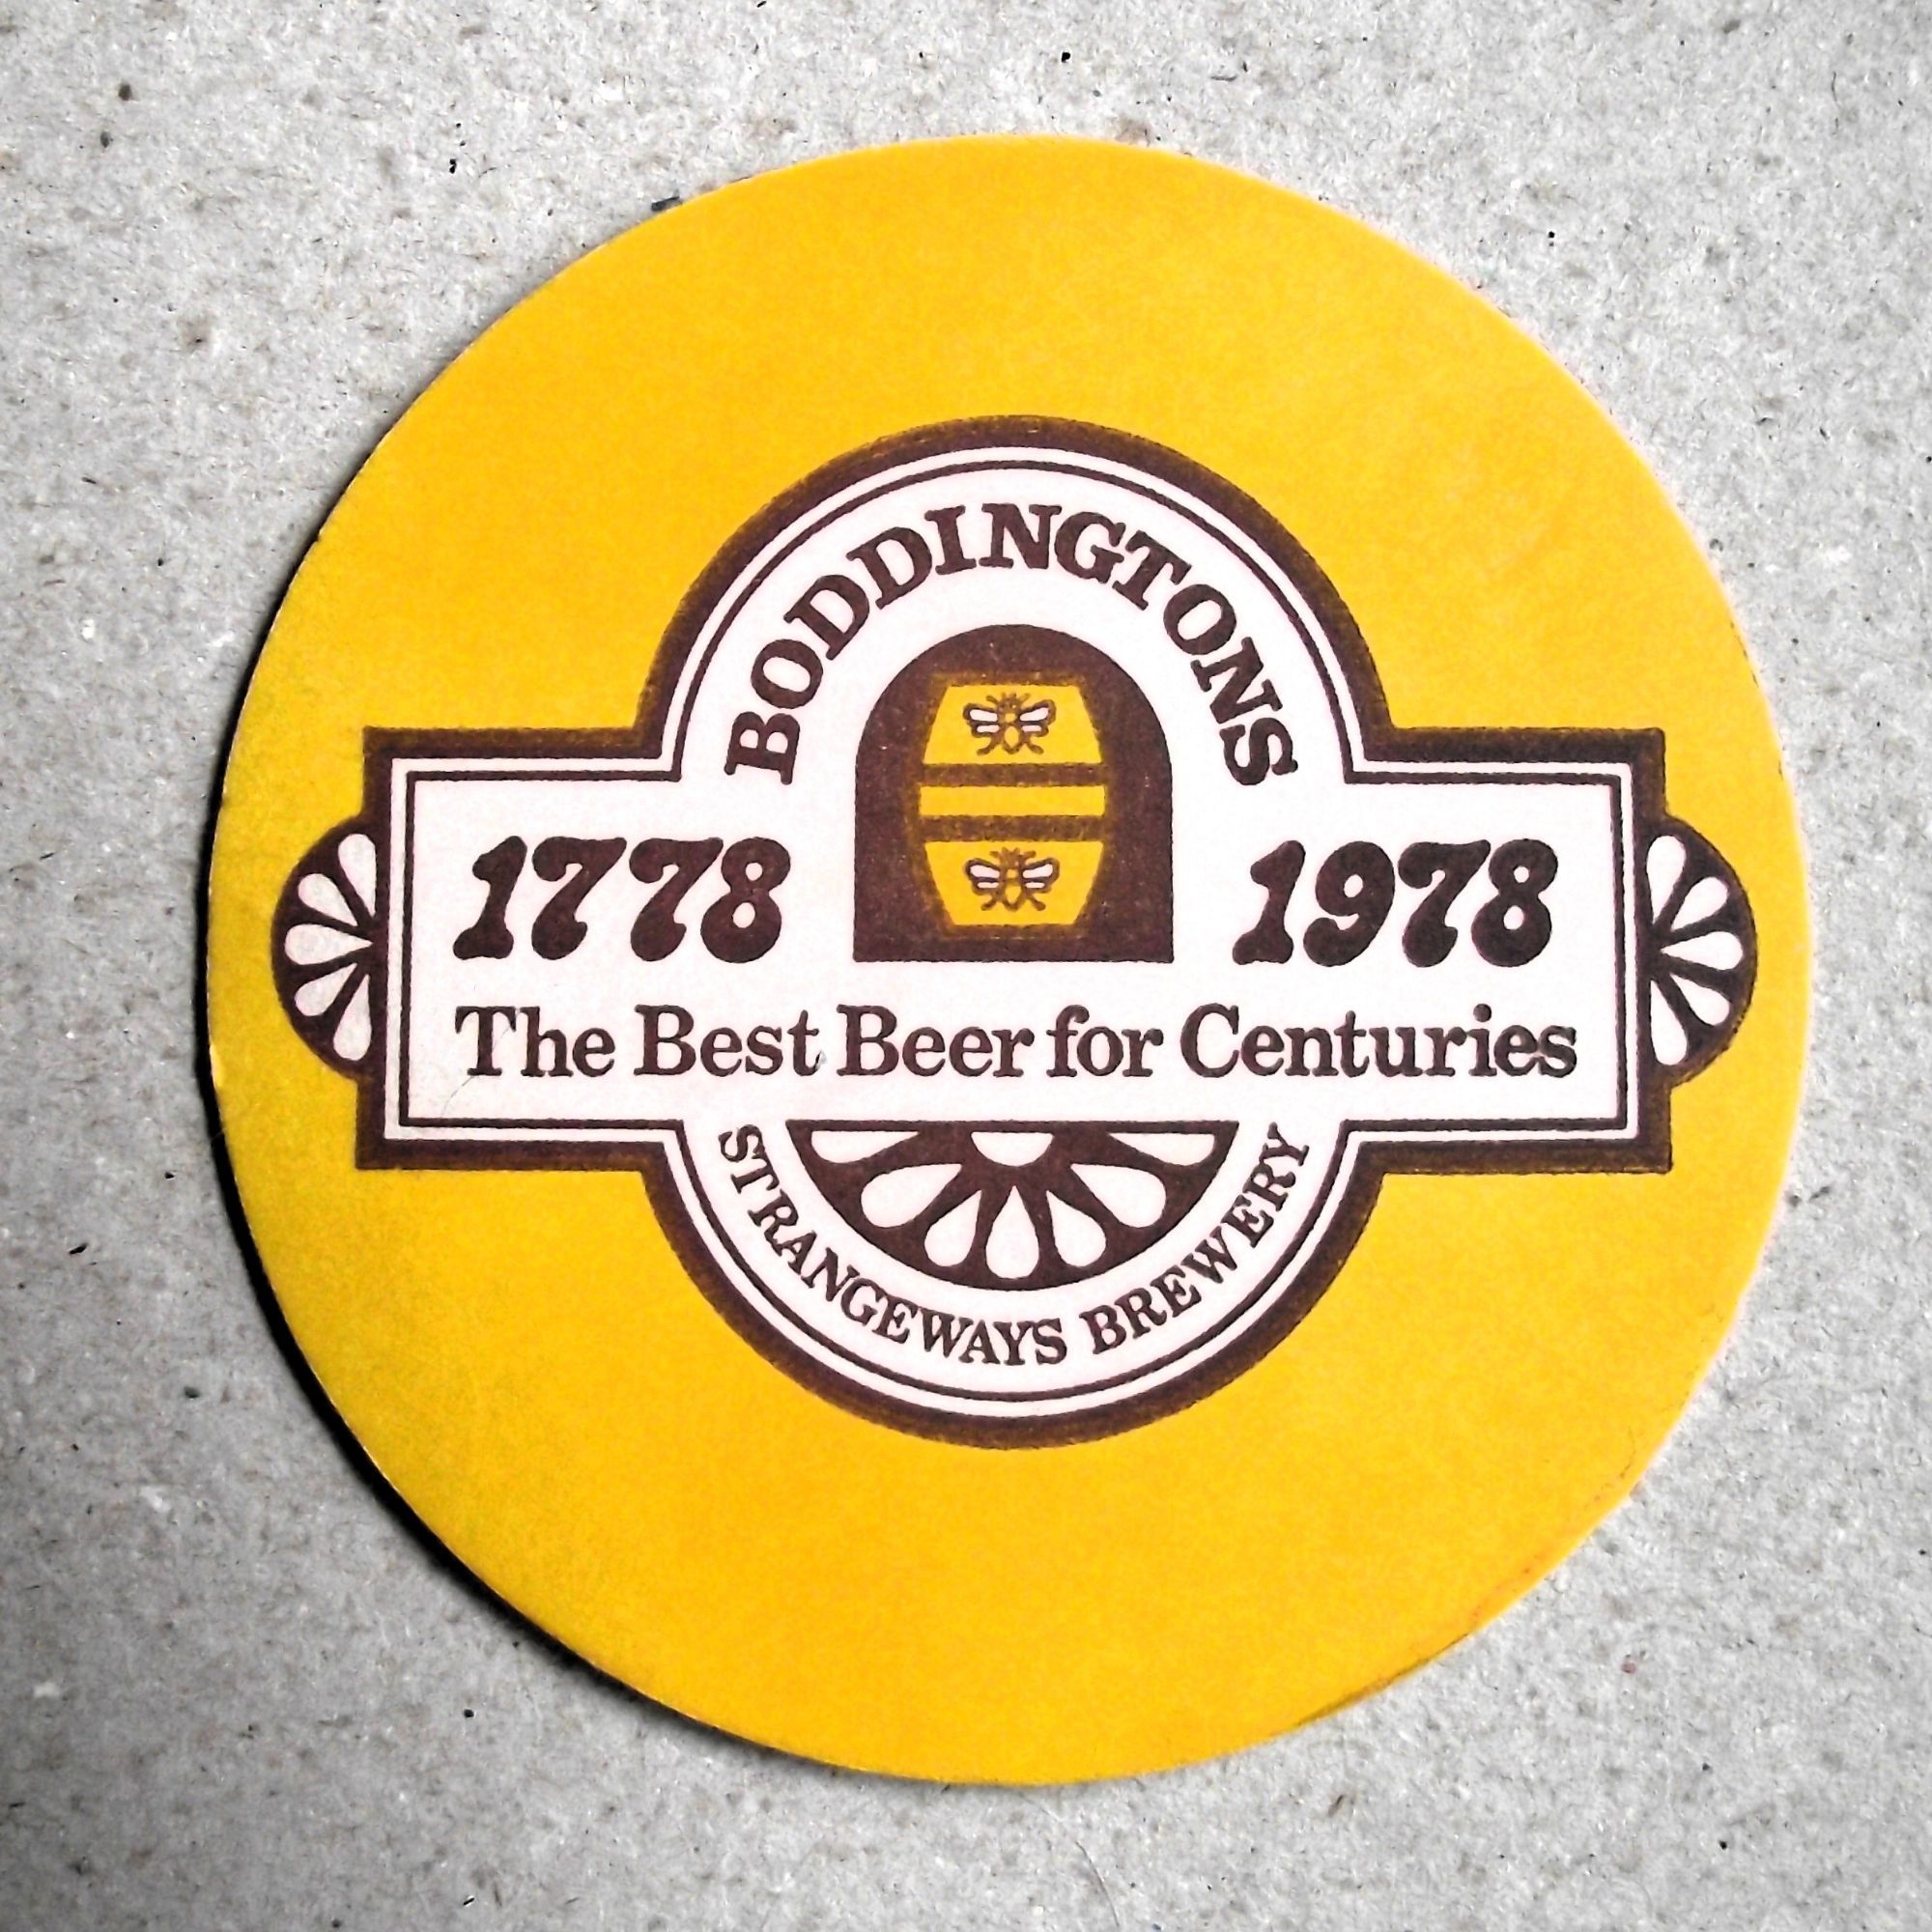 BODDINGTONS
1778 1978
The Best Beer for Centuries
STRANGEWAYS BREWERY